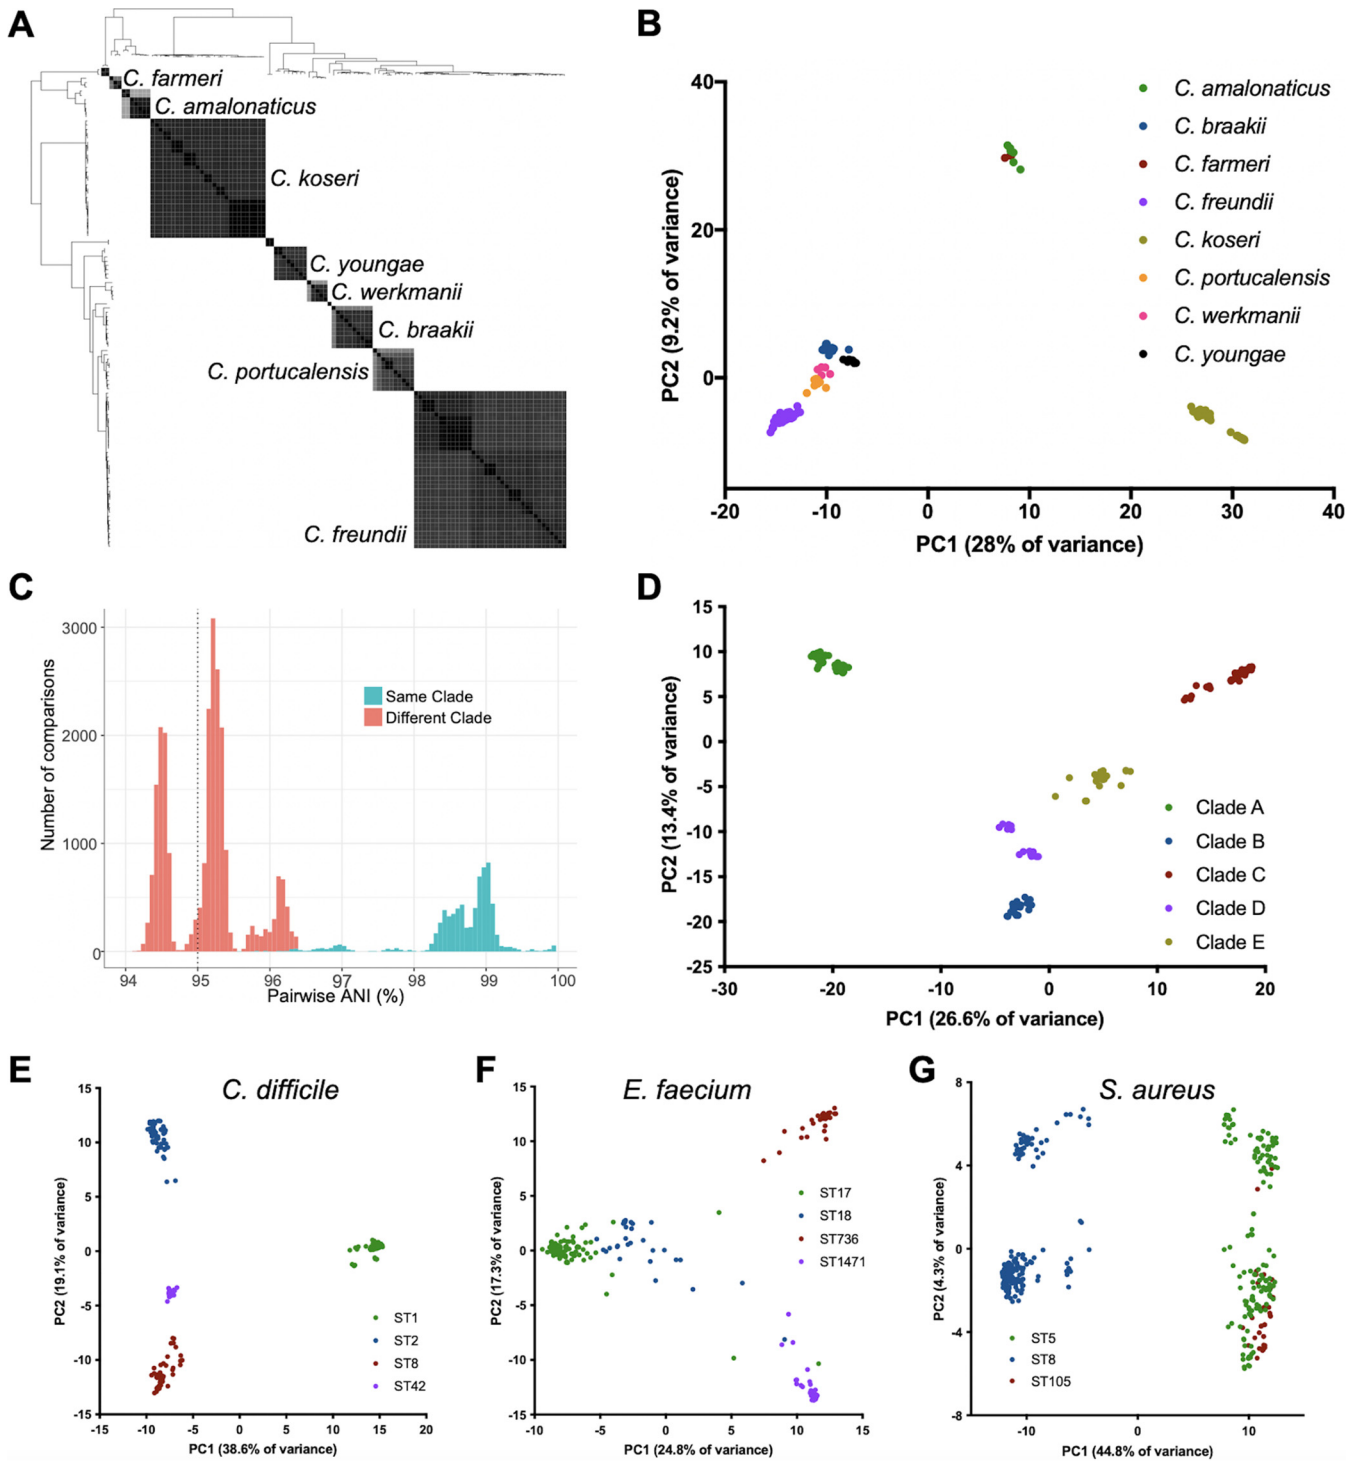 A
C. farmeri
C. amalonaticus
C. koseri
C. youngae
C. werkmanii
C. braakii
C. portucalensis
C. freundii
B
40
20
0
PC2 (9.2% of variance)
-20
-10
0
10
20
30
40
PC1 (28% of variance)
C. amalonaticus
C. braakii
C. farmeri
C. freundii
C. koseri
C. portucalensis
C. werkmanii
C. youngae
C
3000
2000
1000
0
Number of comparisons
94
95
96
97
98
99
100
Pairwise ANI (%)
Same Clade
Different Clade
D
15
10
5
0
-5
-10
-15
-20
-25
PC2 (13.4% of variance)
-30
-20
-10
0
10
20
PC1 (26.6% of variance)
Clade A
Clade B
Clade C
Clade D
Clade E
E
C. difficile
15
10
5
0
-5
-10
-15
PC2 (19.1% of variance)
-15
-10
-5
0
5
10
15
20
PC1 (38.6% of variance)
ST1
ST2
ST8
ST42
F
E. faecium
15
10
5
0
-5
-10
-15
PC2 (17.3% of variance)
-10
-5
0
5
10
15
PC1 (24.8% of variance)
ST17
ST18
ST736
ST1471
G
S. aureus
8
4
0
-4
-8
PC2 (4.3% of variance)
-10
0
10
PC1 (44.8% of variance)
ST5
ST8
ST105